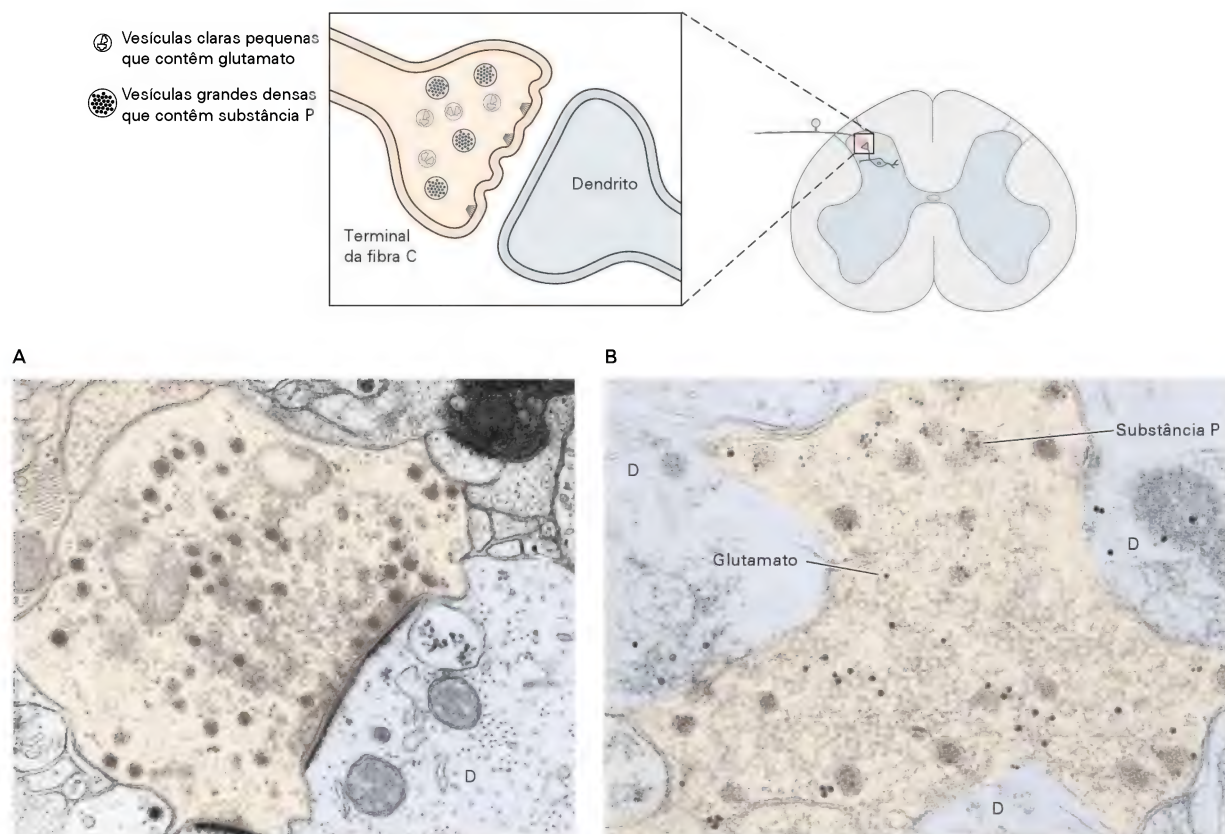 Vesículas claras pequenas
que contêm glutamato
Vesículas grandes densas
que contêm substância P
Dendrito
Terminal
da fibra C
A
B
Substância P
D
Glutamato
D
D
D